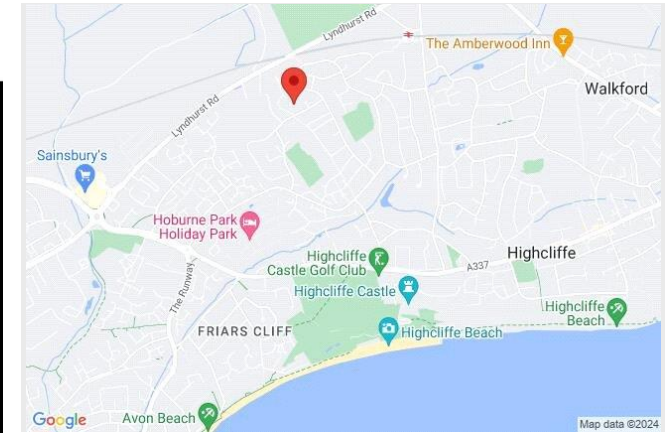 Lyndhurst Rd
The Amberwood Inn
Walkford
Lyndhurst Rd
Sainsbury's
Hoburne Park
Holiday Park
Highcliffe
Castle Golf Club
A337
Highcliffe
The Runway
Highcliffe Castle
Highcliffe
Beach
FRIARS CLIFF
Highcliffe Beach
Avon Beach
Google
Map data ©2024